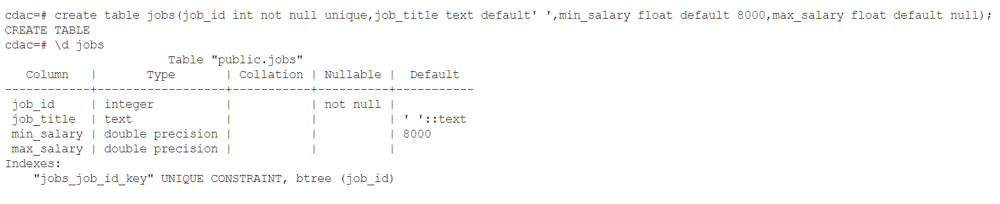 cdac=# create table jobs(job_id int not null unique,job_title text default' ',min_salary float default 8000,max_salary float default null);
CREATE TABLE
cdac=# \d jobs
                       Table "public.jobs"
   Column   |       Type       | Collation | Nullable |  Default
------------+------------------+-----------+----------+-----------
 job_id     | integer          |           | not null |
 job_title  | text             |           |          | ' '::text
 min_salary | double precision |           |          | 8000
 max_salary | double precision |           |          |
Indexes:
    "jobs_job_id_key" UNIQUE CONSTRAINT, btree (job_id)